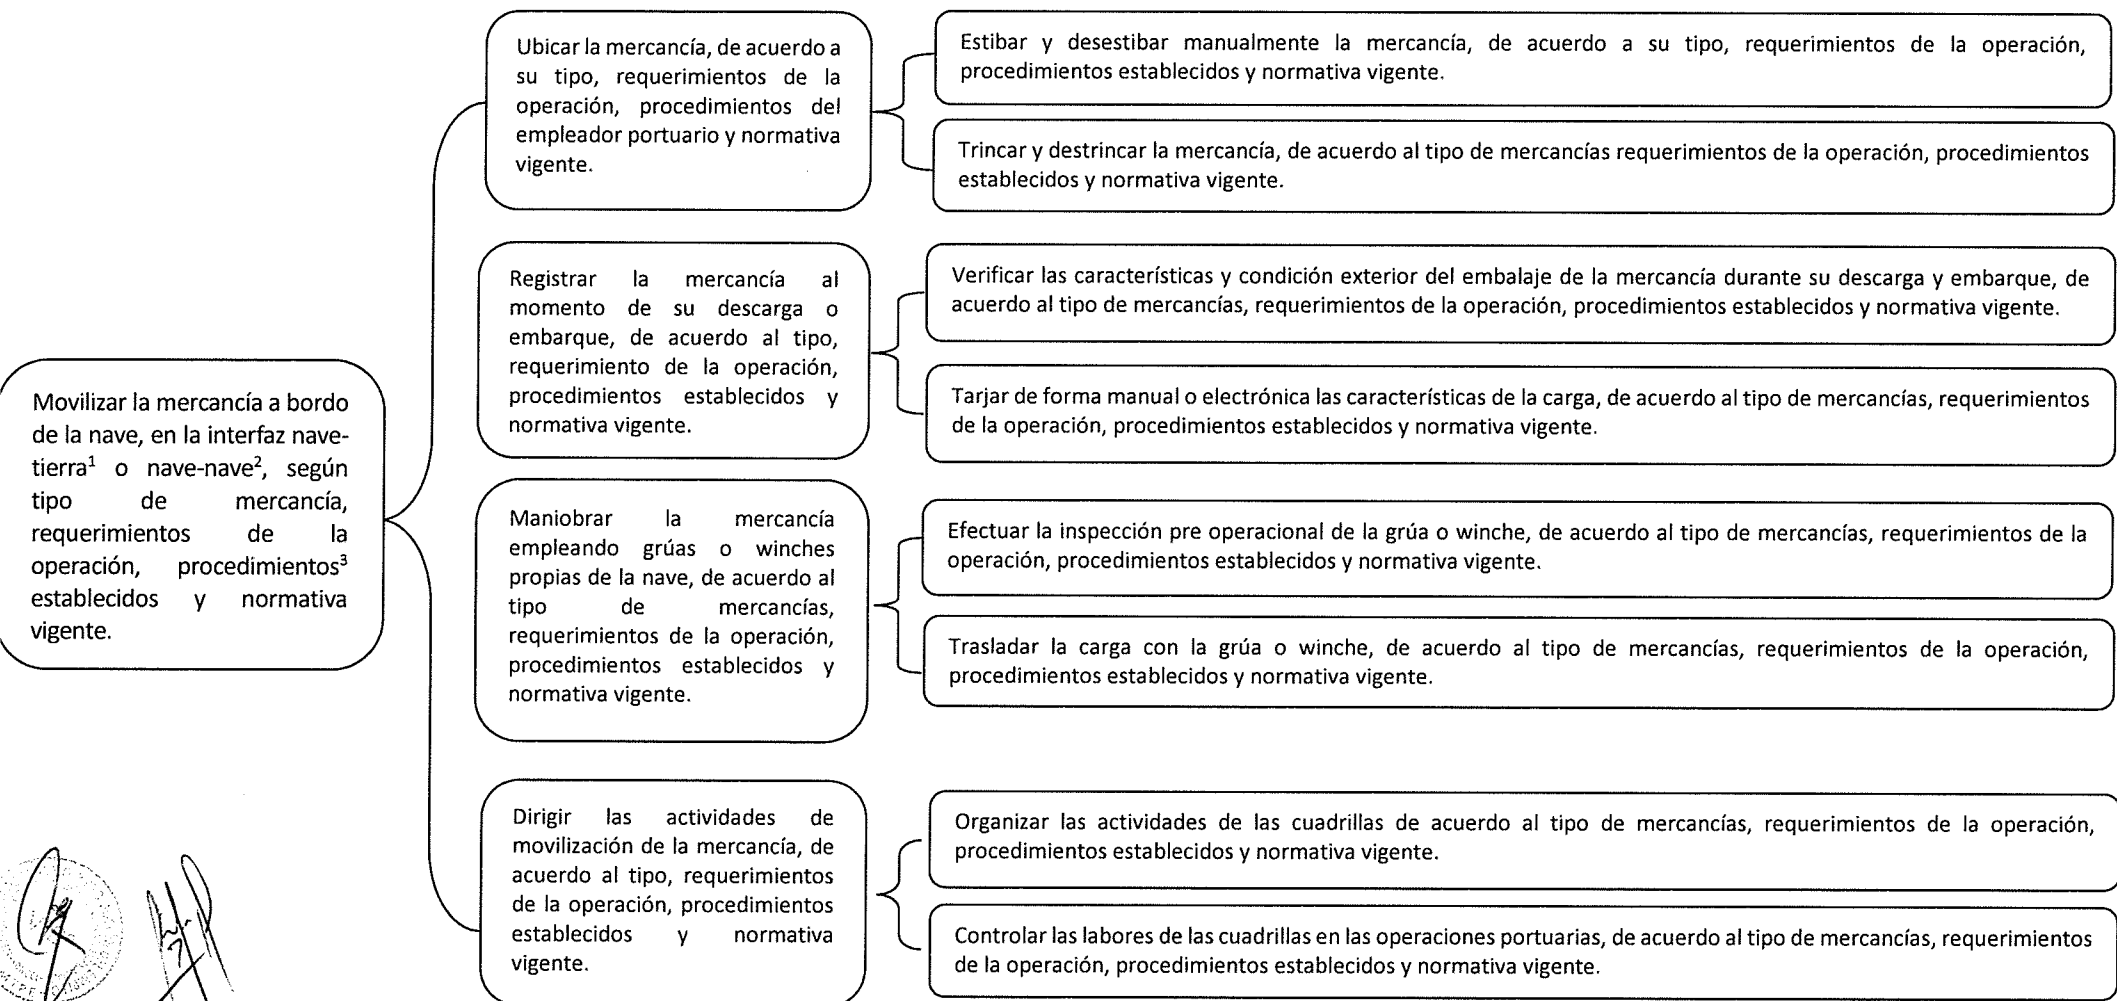 Movilizar la mercancía a bordo
de la nave, en la interfaz nave-
tierra¹ o nave-nave², según
tipo de mercancía,
requerimientos de la
operación, procedimientos³
establecidos y normativa
vigente.
Ubicar la mercancía, de acuerdo a
su tipo, requerimientos de la
operación, procedimientos del
empleador portuario y normativa
vigente.
Estibar y desestibar manualmente la mercancía, de acuerdo a su tipo, requerimientos de la operación,
procedimientos establecidos y normativa vigente.
Trincar y destrincar la mercancía, de acuerdo al tipo de mercancías requerimientos de la operación, procedimientos
establecidos y normativa vigente.
Registrar la mercancía al
momento de su descarga o
embarque, de acuerdo al tipo,
requerimiento de la operación,
procedimientos establecidos y
normativa vigente.
Verificar las características y condición exterior del embalaje de la mercancía durante su descarga y embarque, de
acuerdo al tipo de mercancías, requerimientos de la operación, procedimientos establecidos y normativa vigente.
Tarjar de forma manual o electrónica las características de la carga, de acuerdo al tipo de mercancías, requerimientos
de la operación, procedimientos establecidos y normativa vigente.
Maniobrar la mercancía
empleando grúas o winches
propias de la nave, de acuerdo al
tipo de mercancías,
requerimientos de la operación,
procedimientos establecidos y
normativa vigente.
Efectuar la inspección pre operacional de la grúa o winche, de acuerdo al tipo de mercancías, requerimientos de la
operación, procedimientos establecidos y normativa vigente.
Trasladar la carga con la grúa o winche, de acuerdo al tipo de mercancías, requerimientos de la operación,
procedimientos establecidos y normativa vigente.
Dirigir las actividades de
movilización de la mercancía, de
acuerdo al tipo, requerimientos
de la operación, procedimientos
establecidos y normativa
vigente.
Organizar las actividades de las cuadrillas de acuerdo al tipo de mercancías, requerimientos de la operación,
procedimientos establecidos y normativa vigente.
Controlar las labores de las cuadrillas en las operaciones portuarias, de acuerdo al tipo de mercancías, requerimientos
de la operación, procedimientos establecidos y normativa vigente.